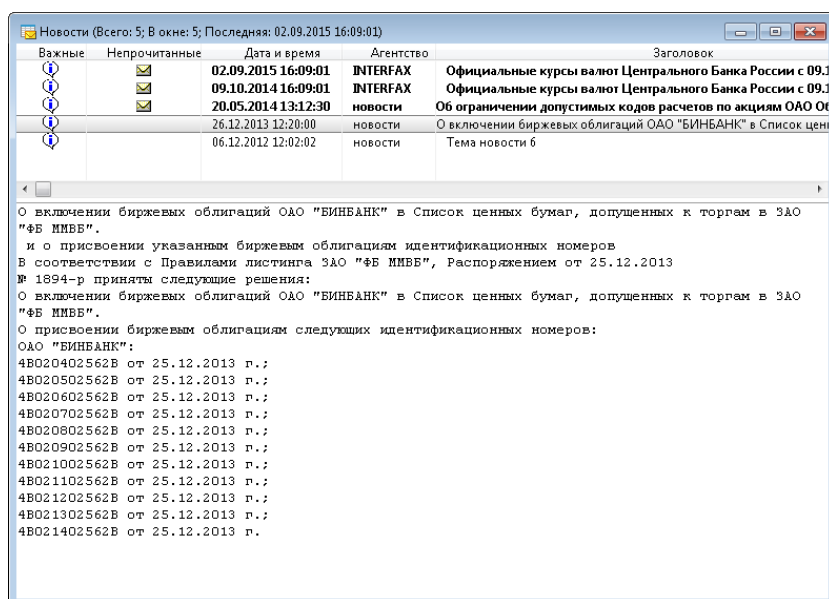 Новости (Всего: 5; В окне: 5; Последняя: 02.09.2015 16:09:01)
Важные Непрочитанные Дата и время Агентство Заголовок
02.09.2015 16:09:01 INTERFAX Официальные курсы валют Центрального Банка России с 09.1
09.10.2014 16:09:01 INTERFAX Официальные курсы валют Центрального Банка России с 09.1
20.05.2014 13:12:30 новости Об ограничении допустимых кодов расчетов по акциям ОАО Об
26.12.2013 12:20:00 новости О включении биржевых облигаций ОАО "БИНБАНК" в Список цен
06.12.2012 12:02:02 новости Тема новости 6
О включении биржевых облигаций ОАО "БИНБАНК" в Список ценных бумаг, допущенных к торгам в ЗАО
"ФБ ММВБ".
и о присвоении указанным биржевым облигациям идентификационных номеров
В соответствии с Правилами листинга ЗАО "ФБ ММВБ", Распоряжением от 25.12.2013
№ 1894-р приняты следующие решения:
О включении биржевых облигаций ОАО "БИНБАНК" в Список ценных бумаг, допущенных к торгам в ЗАО
"ФБ ММВБ".
О присвоении биржевым облигациям следующих идентификационных номеров:
ОАО "БИНБАНК":
4B020402562B от 25.12.2013 г.;
4B020502562B от 25.12.2013 г.;
4B020602562B от 25.12.2013 г.;
4B020702562B от 25.12.2013 г.;
4B020802562B от 25.12.2013 г.;
4B020902562B от 25.12.2013 г.;
4B021002562B от 25.12.2013 г.;
4B021102562B от 25.12.2013 г.;
4B021202562B от 25.12.2013 г.;
4B021302562B от 25.12.2013 г.;
4B021402562B от 25.12.2013 г.